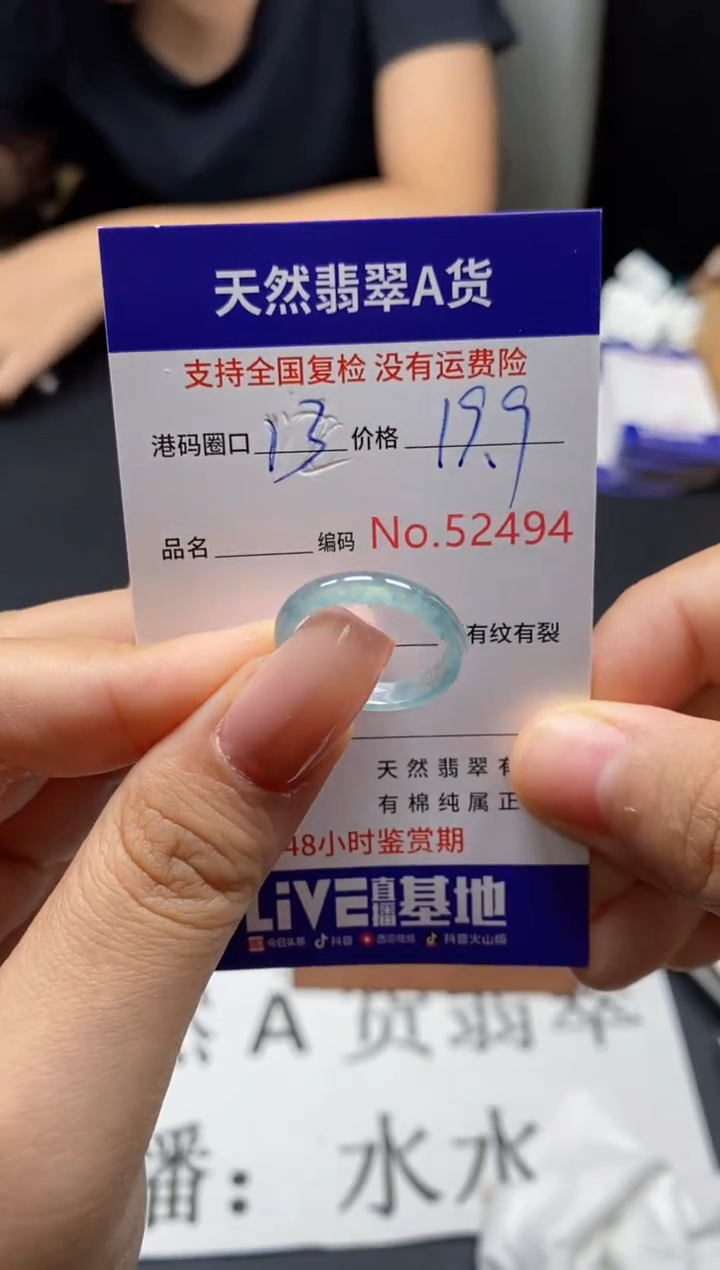 天然翡翠A货
支持全国复检 没有运费险
港码圈口 13 价格 19.9
品名 编码 No.52494
有纹有裂
天然翡翠有
有棉纯属正
48小时鉴赏期
LiVE直播基地
今日头条 抖音 西瓜视频 抖音火山版
A 货翡翠
播：水水